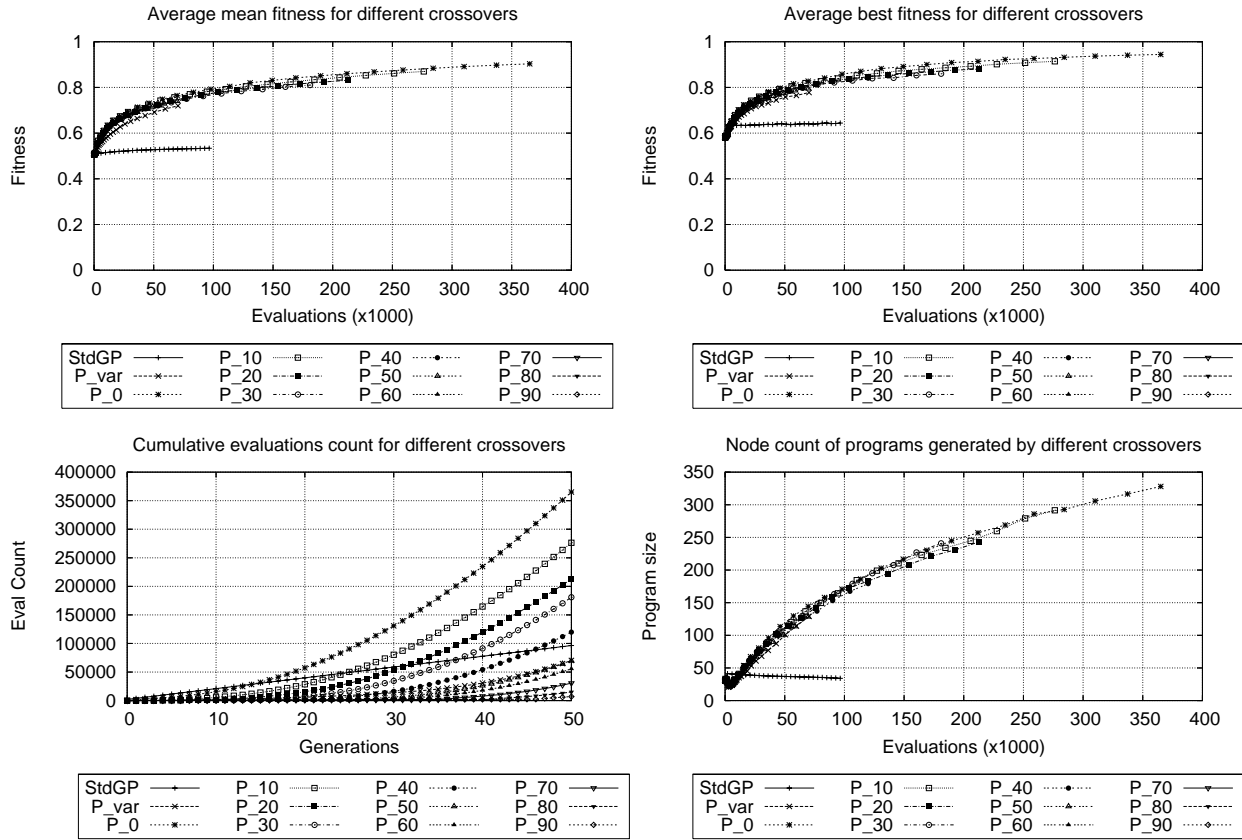 Average mean fitness for different crossovers
Fitness
1
0.8
0.6
0.4
0.2
0
0 50 100 150 200 250 300 350 400
Evaluations (x1000)
StdGP P_10 P_40 P_70
P_var P_20 P_50 P_80
P_0 P_30 P_60 P_90
Average best fitness for different crossovers
Fitness
1
0.8
0.6
0.4
0.2
0
0 50 100 150 200 250 300 350 400
Evaluations (x1000)
StdGP P_10 P_40 P_70
P_var P_20 P_50 P_80
P_0 P_30 P_60 P_90
Cumulative evaluations count for different crossovers
Eval Count
400000
350000
300000
250000
200000
150000
100000
50000
0
0 10 20 30 40 50
Generations
StdGP P_10 P_40 P_70
P_var P_20 P_50 P_80
P_0 P_30 P_60 P_90
Node count of programs generated by different crossovers
Program size
350
300
250
200
150
100
50
0
0 50 100 150 200 250 300 350 400
Evaluations (x1000)
StdGP P_10 P_40 P_70
P_var P_20 P_50 P_80
P_0 P_30 P_60 P_90